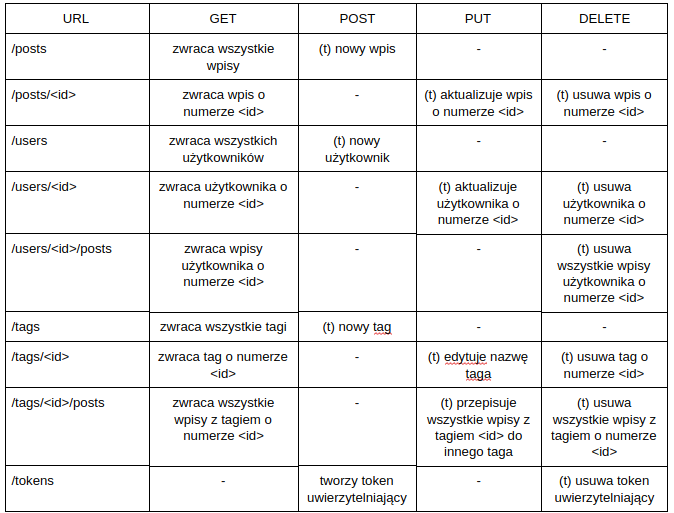 URL GET POST PUT DELETE
/posts zwraca wszystkie (t) nowy wpis - -
wpisy
/posts/<id> zwraca wpis o - (t) aktualizuje wpis (t) usuwa wpis o
numerze <id> o numerze <id> numerze <id>
/users zwraca wszystkich (t) nowy - -
użytkowników użytkownik
/users/<id> zwraca użytkownika o - (t) aktualizuje (t) usuwa
numerze <id> użytkownika o użytkownika o
numerze <id> numerze <id>
/users/<id>/posts zwraca wpisy - - (t) usuwa
użytkownika o wszystkie wpisy
numerze <id> użytkownika o
numerze <id>
/tags zwraca wszystkie tagi (t) nowy tag - -
/tags/<id> zwraca tag o numerze - (t) edytuje nazwę (t) usuwa tag o
<id> taga numerze <id>
/tags/<id>/posts zwraca wszystkie - (t) przepisuje (t) usuwa
wpisy z tagiem o wszystkie wpisy z wszystkie wpisy z
numerze <id> tagiem <id> do tagiem o numerze
innego taga <id>
/tokens - tworzy token - (t) usuwa token
uwierzytelniający uwierzytelniający